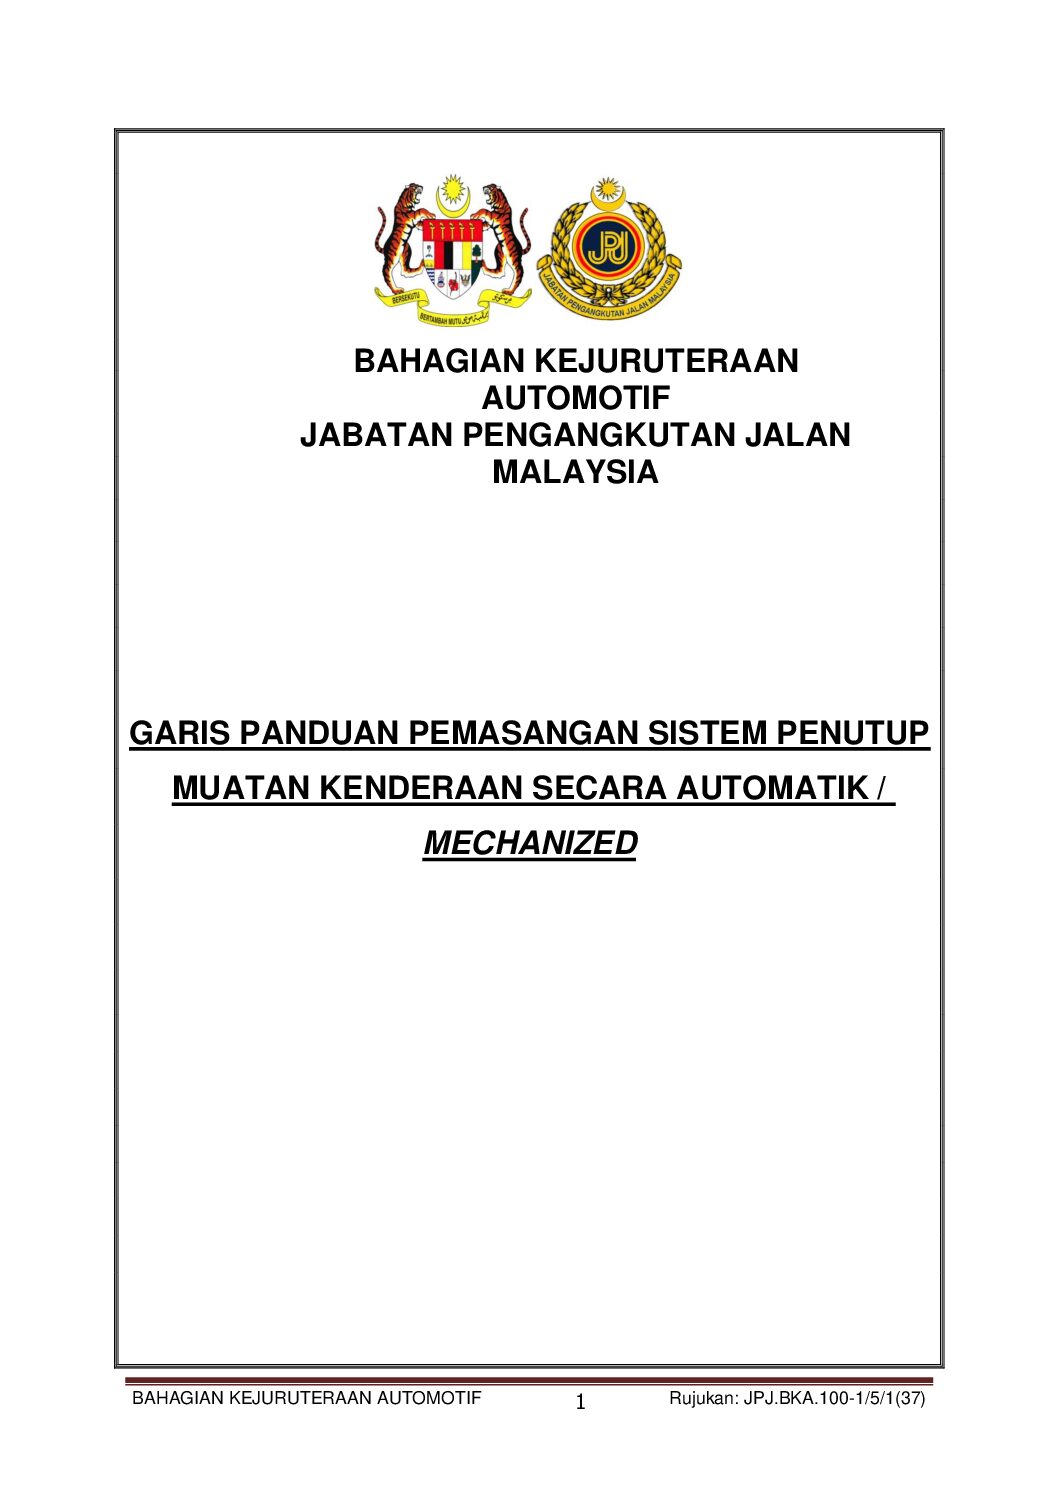 BERSEKUTU
BERTAMBAH MUTU
JPJ
JABATAN PENGANGKUTAN JALAN MALAYSIA
BAHAGIAN KEJURUTERAAN
AUTOMOTIF
JABATAN PENGANGKUTAN JALAN
MALAYSIA
GARIS PANDUAN PEMASANGAN SISTEM PENUTUP
MUATAN KENDERAAN SECARA AUTOMATIK /
MECHANIZED
BAHAGIAN KEJURUTERAAN AUTOMOTIF 1 Rujukan: JPJ.BKA.100-1/5/1(37)